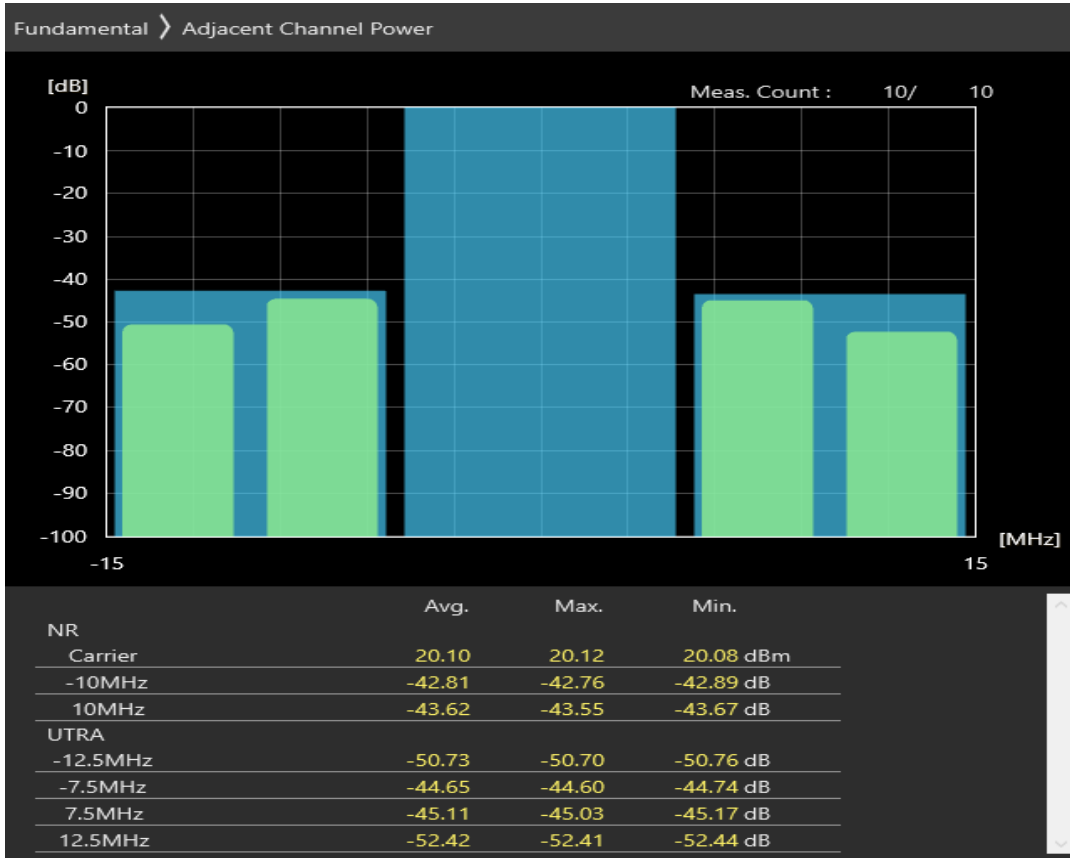 Fundamental 〉 Adjacent Channel Power
[dB]
Meas. Count : 10/ 10
0
-10
-20
-30
-40
-50
-60
-70
-80
-90
-100
[MHz]
-15 15
Avg. Max. Min.
NR
Carrier 20.10 20.12 20.08 dBm
-10MHz -42.81 -42.76 -42.89 dB
10MHz -43.62 -43.55 -43.67 dB
UTRA
-12.5MHz -50.73 -50.70 -50.76 dB
-7.5MHz -44.65 -44.60 -44.74 dB
7.5MHz -45.11 -45.03 -45.17 dB
12.5MHz -52.42 -52.41 -52.44 dB